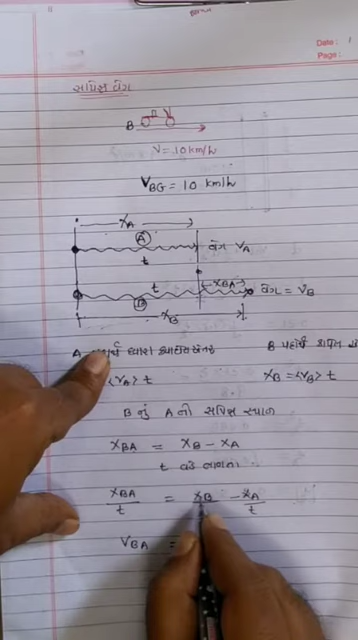 Date: 1
Page:
સાપેક્ષ વેગ
B
V = 10 km/h
VBG = 10 km/h
XA
A
t
વેગ VA
t
XBA
B
વેગ = VB
XB
A દ્વારા B પદાર્થ
<VA> t XB = <VB> t
B નું A ની સાપેક્ષ સ્થાન
XBA = XB - XA
t વડે ભાગતા
XBA/t = XB - XA/t
VBA =